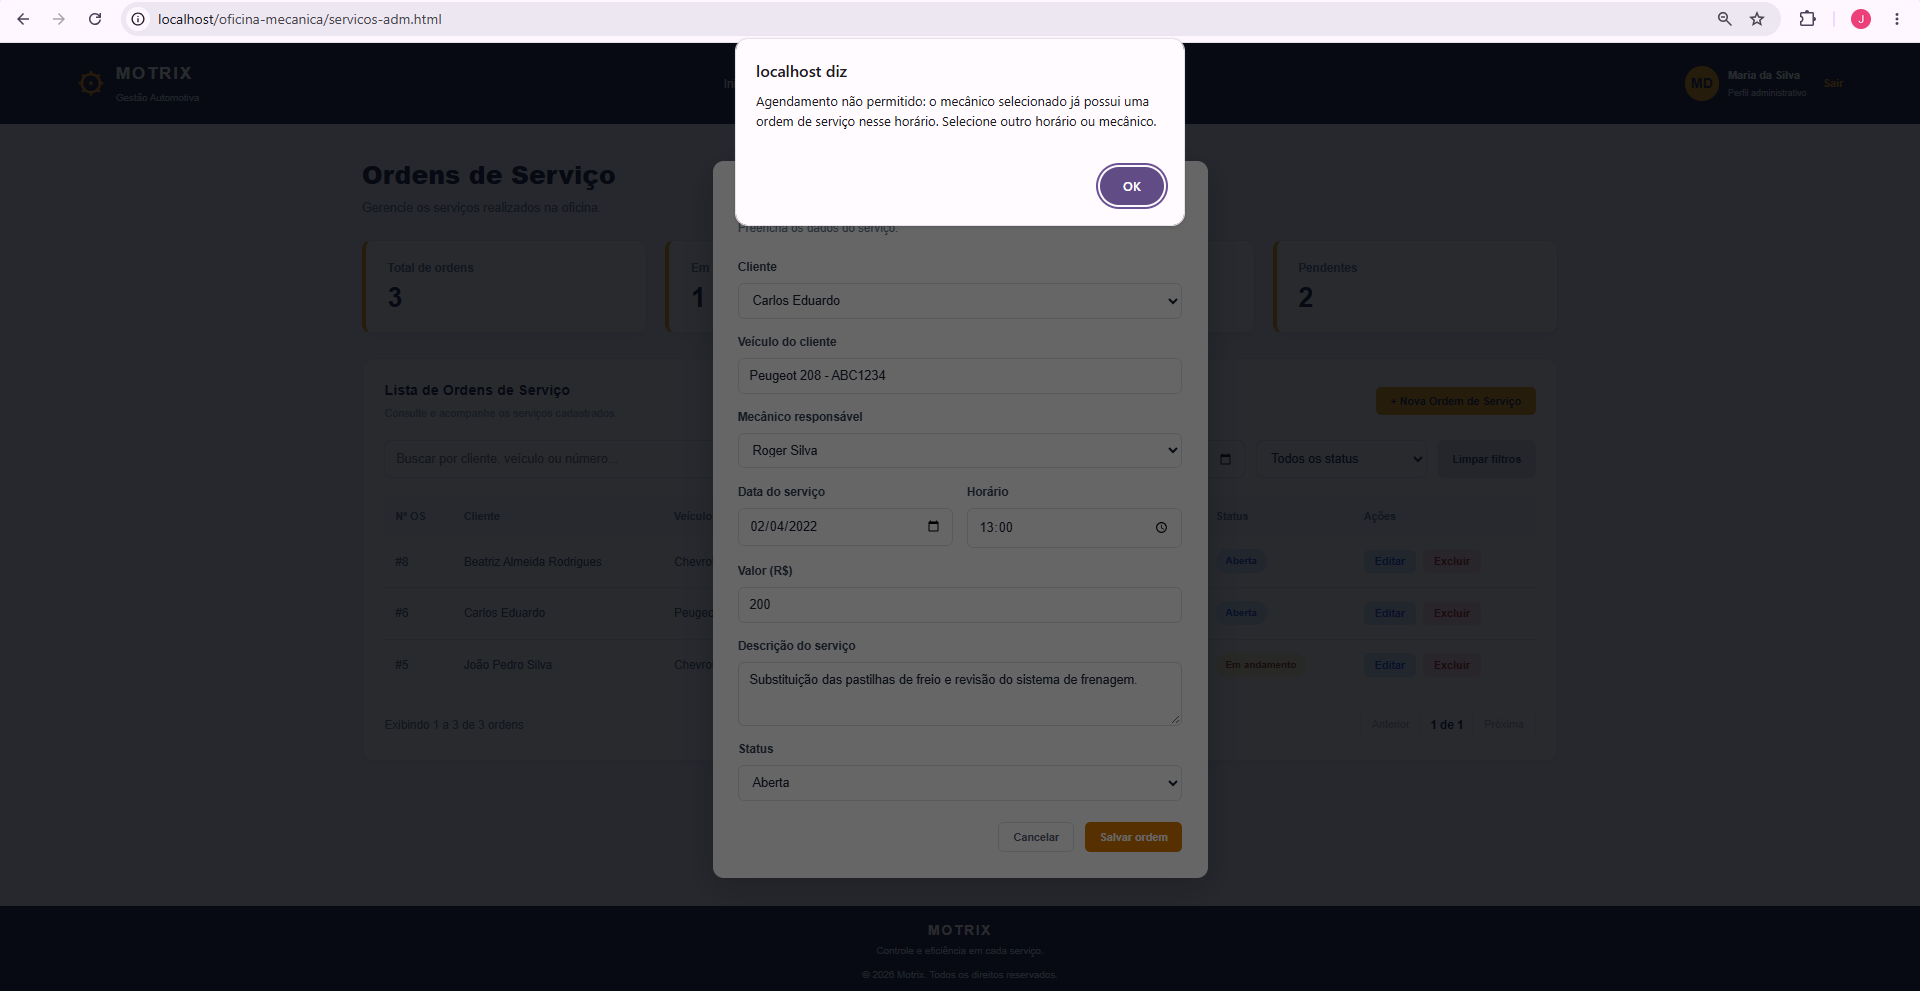 localhost/oficina-mecanica/servicos-adm.html
J
localhost diz
Agendamento não permitido: o mecânico selecionado já possui uma
ordem de serviço nesse horário. Selecione outro horário ou mecânico.
OK
MOTRIX
Gestão Automotiva
MD
Maria da Silva
Perfil administrativo
Sair
Ordens de Serviço
Gerencie os serviços realizados na oficina.
Total de ordens
3
Em
1
Pendentes
2
Lista de Ordens de Serviço
Consulte e acompanhe os serviços cadastrados
+ Nova Ordem de Serviço
Buscar por cliente, veículo ou número...
Todos os status
Limpar filtros
Nº OS Cliente Veículo Status Ações
#8 Beatriz Almeida Rodrigues Chevro Aberta Editar Excluir
#6 Carlos Eduardo Peugeo Aberta Editar Excluir
#5 João Pedro Silva Chevro Em andamento Editar Excluir
Exibindo 1 a 3 de 3 ordens
Anterior 1 de 1 Próxima
Preencha os dados do serviço.
Cliente
Carlos Eduardo
Veículo do cliente
Peugeot 208 - ABC1234
Mecânico responsável
Roger Silva
Data do serviço Horário
02/04/2022 13:00
Valor (R$)
200
Descrição do serviço
Substituição das pastilhas de freio e revisão do sistema de frenagem.
Status
Aberta
Cancelar Salvar ordem
MOTRIX
Controle e eficiência em cada serviço.
© 2026 Motrix. Todos os direitos reservados.